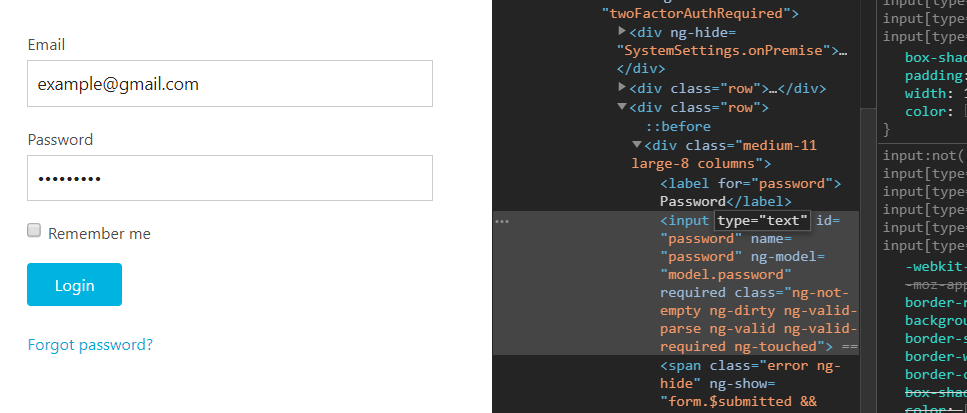 Email
example@gmail.com
Password
•••••••••
Remember me
Login
Forgot password?
"twoFactorAuthRequired">
▶<div ng-hide=
"SystemSettings.onPremise">…
</div>
▶<div class="row">…</div>
▼<div class="row">
::before
▼<div class="medium-11
large-8 columns">
<label for="password">
Password</label>
<input type="text" id=
"password" name=
"password" ng-model=
"model.password"
required class="ng-not-
empty ng-dirty ng-valid-
parse ng-valid ng-valid-
required ng-touched"> ==
<span class="error ng-
hide" ng-show=
"form.$submitted &&
input[type=
input[type=
input[type=
box-shad
padding:
width: 1
color:
}
input:not(
input[type=
input[type=
input[type=
input[type=
input[type=
-webkit-
-moz-app
border-r
backgrou
border-s
border-w
border-c
box-shad
color: